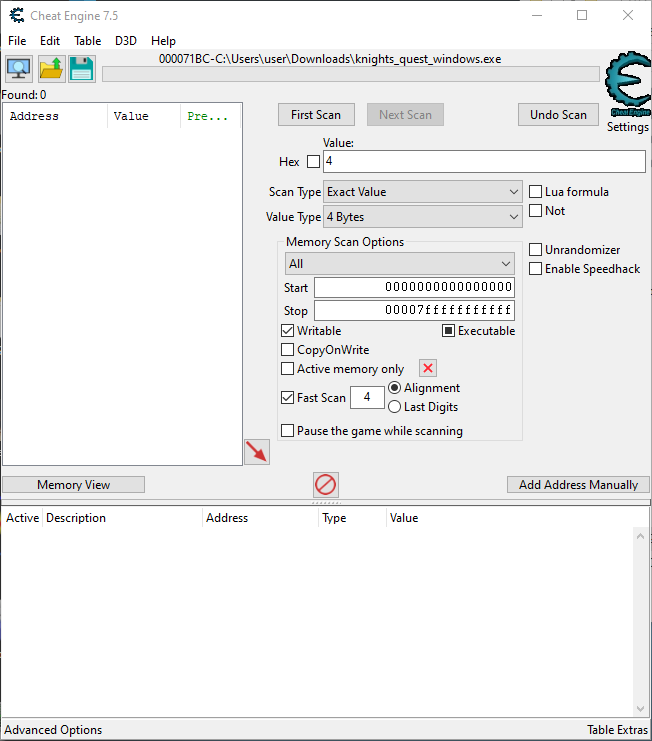 Cheat Engine 7.5
File Edit Table D3D Help
000071BC-C:\Users\user\Downloads\knights_quest_windows.exe
Found: 0
Address Value Pre...
First Scan Next Scan Undo Scan
Cheat Engine
Settings
Value:
Hex 4
Scan Type Exact Value Lua formula
Value Type 4 Bytes Not
Memory Scan Options
All
Unrandomizer
Enable Speedhack
Start 0000000000000000
Stop 00007fffffffffff
Writable Executable
CopyOnWrite
Active memory only
Fast Scan 4 Alignment
Last Digits
Pause the game while scanning
Memory View Add Address Manually
Active Description Address Type Value
Advanced Options Table Extras